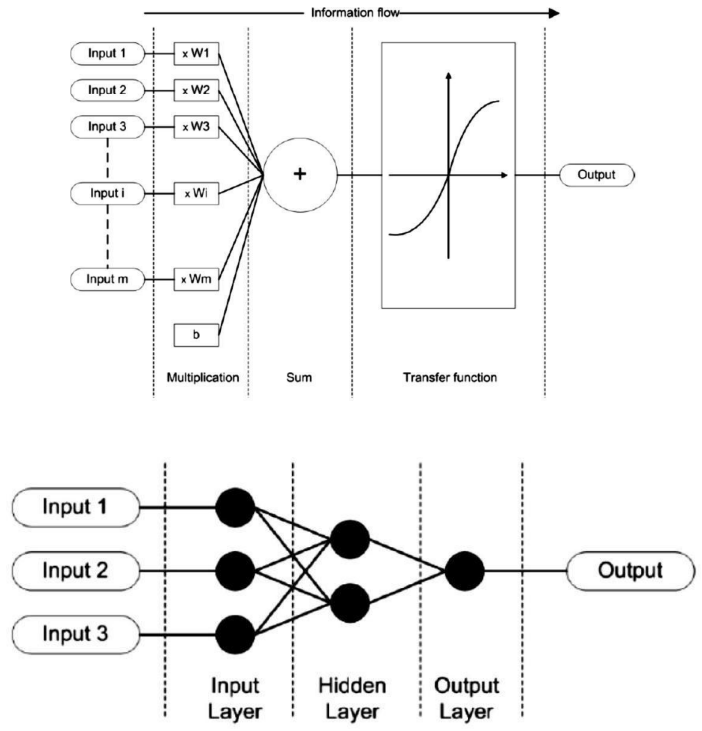 Information flow
Input 1
x W1
Input 2
x W2
Input 3
x W3
+
Output
Input i
x Wi
Input m
x Wm
b
Multiplication
Sum
Transfer function
Input 1
Input 2
Output
Input 3
Input
Layer
Hidden
Layer
Output
Layer